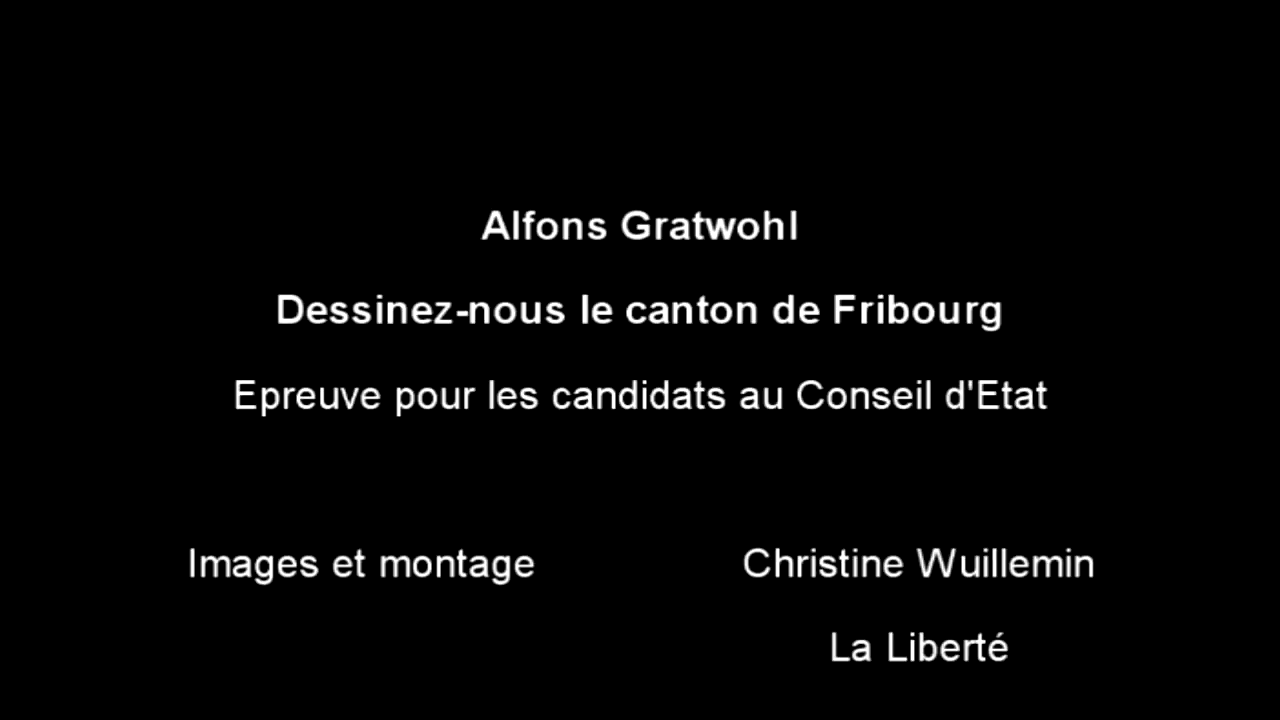 Alfons Gratwohl
Dessinez-nous le canton de Fribourg
Epreuve pour les candidats au Conseil d'Etat
Images et montage Christine Wuillemin
La Liberté